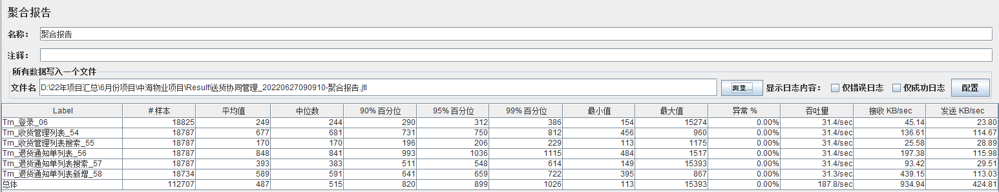 聚合报告
名称： 聚合报告
注释：
所有数据写入一个文件
文件名 D:\22年项目汇总\6月份项目\中海物业项目\Result\送货协同管理_20220627090910-聚合报告.jtl 浏览... 显示日志内容： 仅错误日志 仅成功日志 配置
Label # 样本 平均值 中位数 90% 百分位 95% 百分位 99% 百分位 最小值 最大值 异常 % 吞吐量 接收 KB/sec 发送 KB/sec
Trn_登录_06 18825 249 244 290 312 386 154 15274 0.00% 31.4/sec 45.14 23.80
Trn_收货管理列表_54 18787 677 681 731 750 812 456 960 0.00% 31.4/sec 136.61 114.67
Trn_收货管理列表搜索_55 18787 170 170 196 206 229 113 1175 0.00% 31.4/sec 25.58 28.89
Trn_退货通知单列表_56 18787 848 841 993 1036 1115 484 1517 0.00% 31.4/sec 197.38 115.98
Trn_退货通知单列表搜索_57 18787 393 383 511 548 614 149 15393 0.00% 31.4/sec 93.42 29.51
Trn_退货通知单列表新增_58 18734 589 591 641 659 722 395 867 0.00% 31.3/sec 439.15 113.03
总体 112707 487 515 820 899 1026 113 15393 0.00% 187.8/sec 934.94 424.81